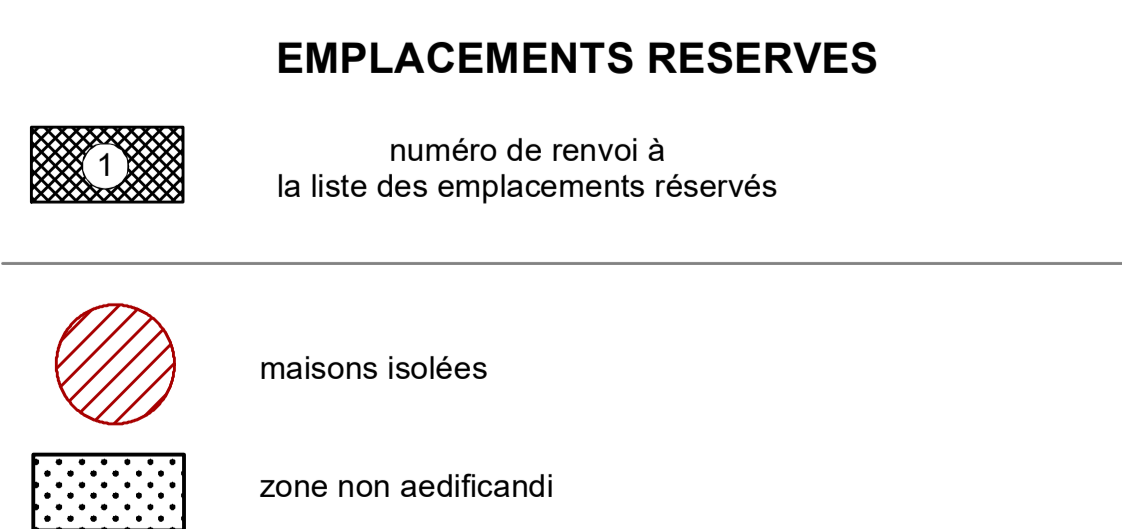 EMPLACEMENTS RESERVES
1
numéro de renvoi à
la liste des emplacements réservés
maisons isolées
zone non aedificandi